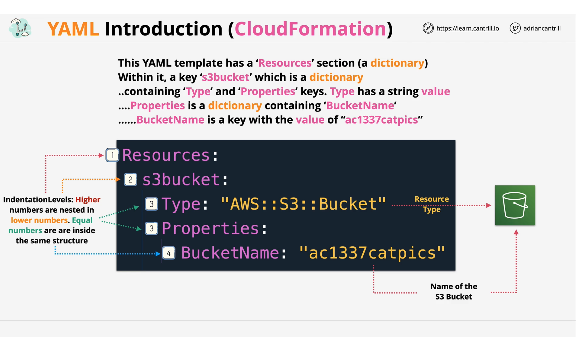 YAML Introduction (CloudFormation)
https://learn.cantrill.io
adriancantrill
This YAML template has a 'Resources' section (a dictionary)
Within it, a key 's3bucket' which is a dictionary
..containing 'Type' and 'Properties' keys. Type has a string value
....Properties is a dictionary containing 'BucketName'
......BucketName is a key with the value of "ac1337catpics"
1 Resources:
2 s3bucket:
3 Type: "AWS::S3::Bucket"
3 Properties:
4 BucketName: "ac1337catpics"
IndentationLevels: Higher
numbers are nested in
lower numbers. Equal
numbers are are inside
the same structure
Resource
Type
Name of the
S3 Bucket